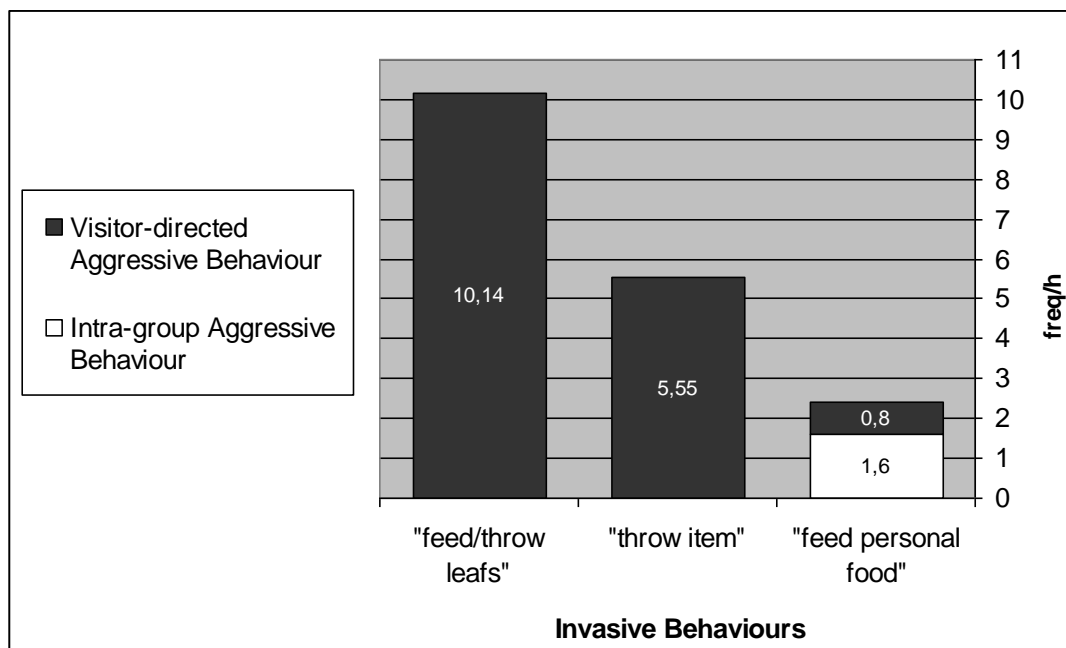 Visitor-directed
Aggressive Behaviour
Intra-group Aggressive
Behaviour
11
10
9
8
7
6
5
4
3
2
1
0
freq/h
10,14
5,55
0,8
1,6
"feed/throw
leafs"
"throw item"
"feed personal
food"
Invasive Behaviours